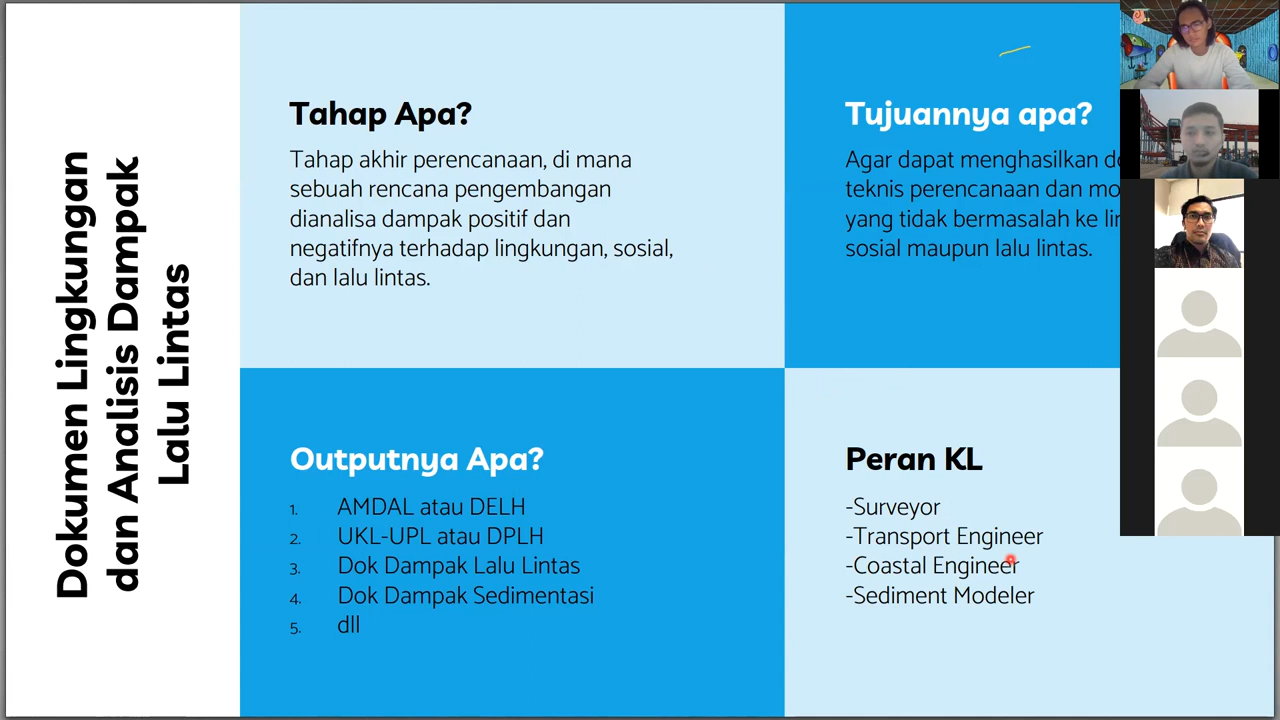 Dokumen Lingkungan
dan Analisis Dampak
Lalu Lintas
Tahap Apa?
Tahap akhir perencanaan, di mana
sebuah rencana pengembangan
dianalisa dampak positif dan
negatifnya terhadap lingkungan, sosial,
dan lalu lintas.
Tujuannya apa?
Agar dapat menghasilkan
teknis perencanaan dan
yang tidak bermasalah ke
sosial maupun lalu lintas.
Outputnya Apa?
1. AMDAL atau DELH
2. UKL-UPL atau DPLH
3. Dok Dampak Lalu Lintas
4. Dok Dampak Sedimentasi
5. dll
Peran KL
-Surveyor
-Transport Engineer
-Coastal Engineer
-Sediment Modeler